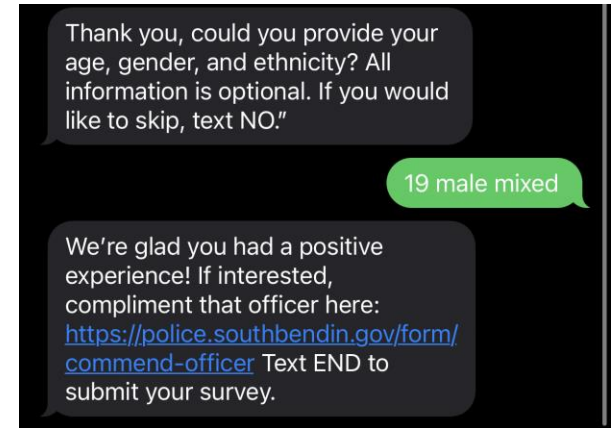 Thank you, could you provide your
age, gender, and ethnicity? All
information is optional. If you would
like to skip, text NO.”
19 male mixed
We’re glad you had a positive
experience! If interested,
compliment that officer here:
https://police.southbendin.gov/form/
commend-officer Text END to
submit your survey.